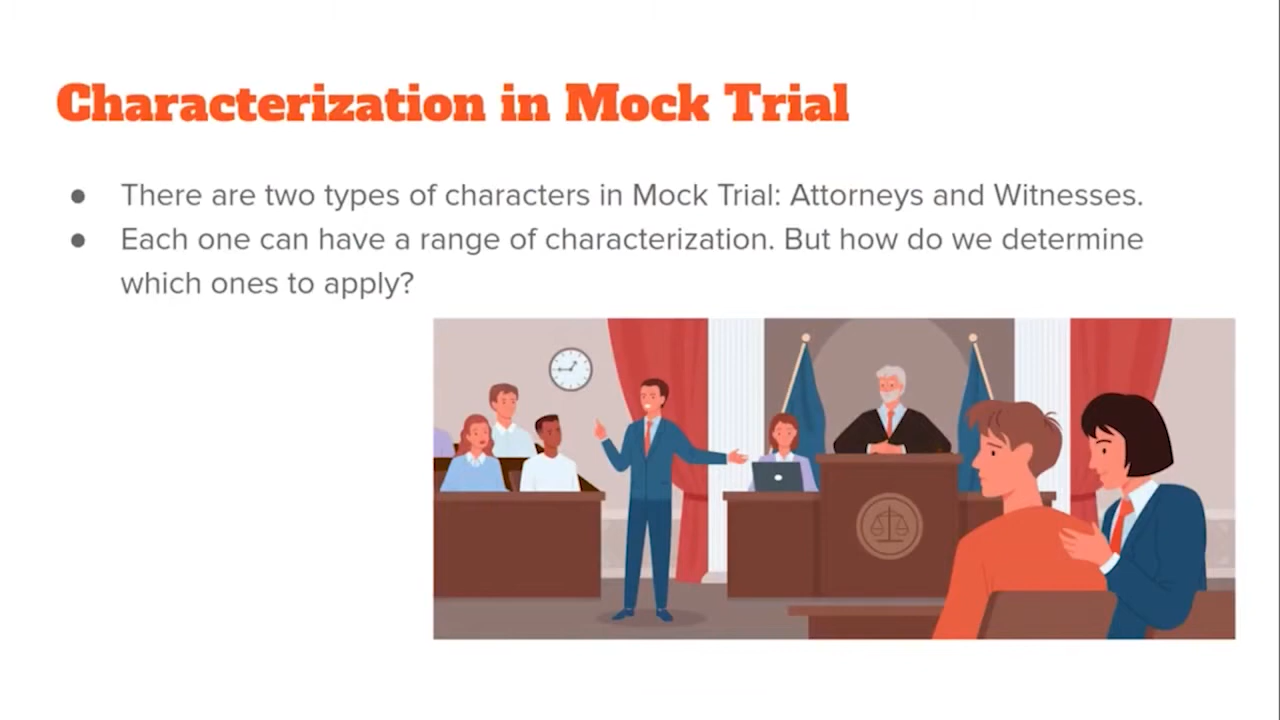 Characterization in Mock Trial
● There are two types of characters in Mock Trial: Attorneys and Witnesses.
● Each one can have a range of characterization. But how do we determine
which ones to apply?